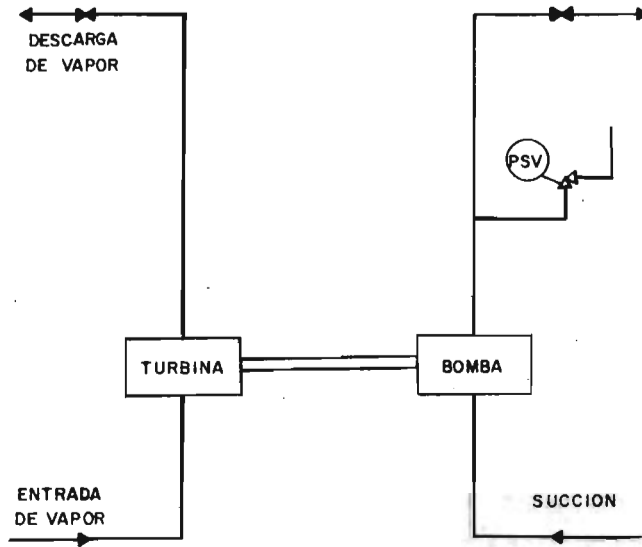 DESCARGA
DE VAPOR
PSV
TURBINA
BOMBA
ENTRADA
DE VAPOR
SUCCION